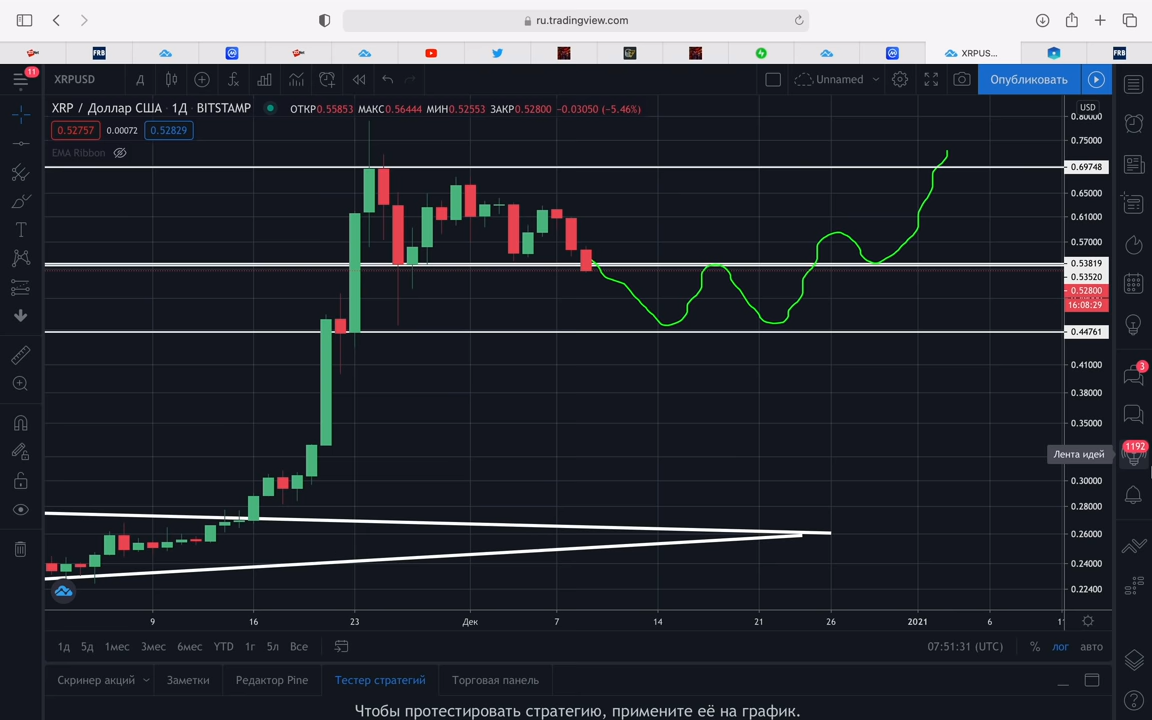 ru.tradingview.com
FRB
XRPUS...
FRB
11
XRPUSD
Д
Unnamed
Опубликовать
XRP / Доллар США 1Д BITSTAMP
ОТКР0.55853 МАКС0.56444 МИН0.52553 ЗАКР0.52800 −0.03050 (−5.46%)
0.52757 0.00072 0.52829
EMA Ribbon
USD
0.80000
0.75000
0.69748
0.65000
0.61000
0.57000
0.53819
0.53520
0.52800
16:08:29
0.44761
0.41000
0.38000
0.35000
0.30000
0.28000
0.26000
0.24000
0.22400
3
1192
Лента идей
9 16 23 Дек 7 14 21 26 2021 6 11
1д 5д 1мес 3мес 6мес YTD 1г 5л Все
07:51:31 (UTC) % лог авто
Скринер акций Заметки Редактор Pine Тестер стратегий Торговая панель
Чтобы протестировать стратегию, примените её на график.